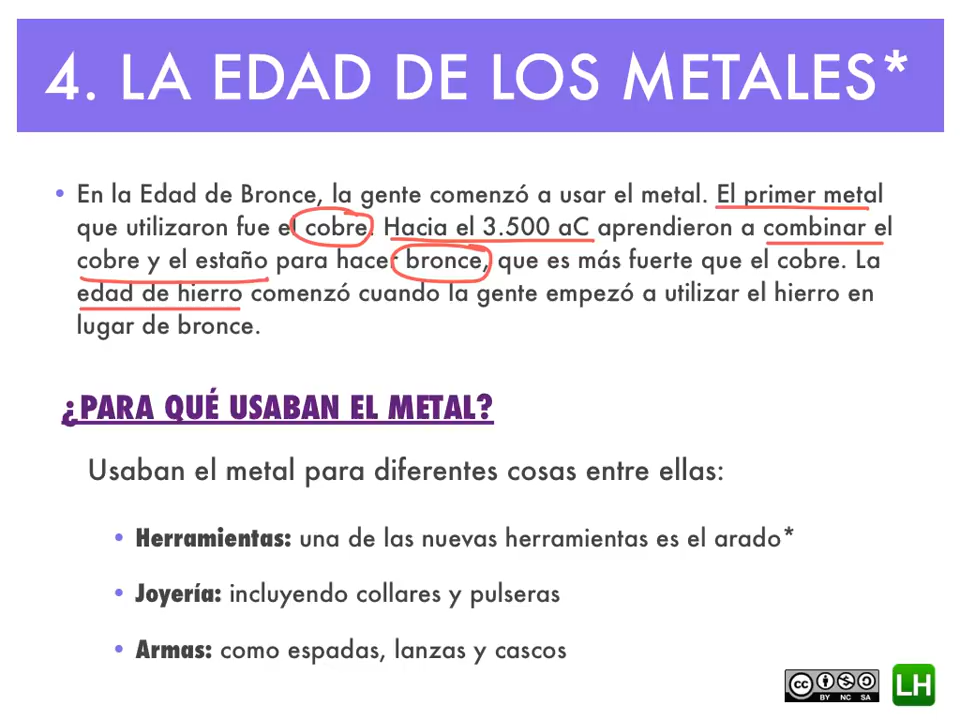 4. LA EDAD DE LOS METALES*
• En la Edad de Bronce, la gente comenzó a usar el metal. El primer metal
que utilizaron fue el cobre. Hacia el 3.500 aC aprendieron a combinar el
cobre y el estaño para hacer bronce, que es más fuerte que el cobre. La
edad de hierro comenzó cuando la gente empezó a utilizar el hierro en
lugar de bronce.
¿PARA QUÉ USABAN EL METAL?
Usaban el metal para diferentes cosas entre ellas:
• Herramientas: una de las nuevas herramientas es el arado*
• Joyería: incluyendo collares y pulseras
• Armas: como espadas, lanzas y cascos
cc BY NC SA
LH